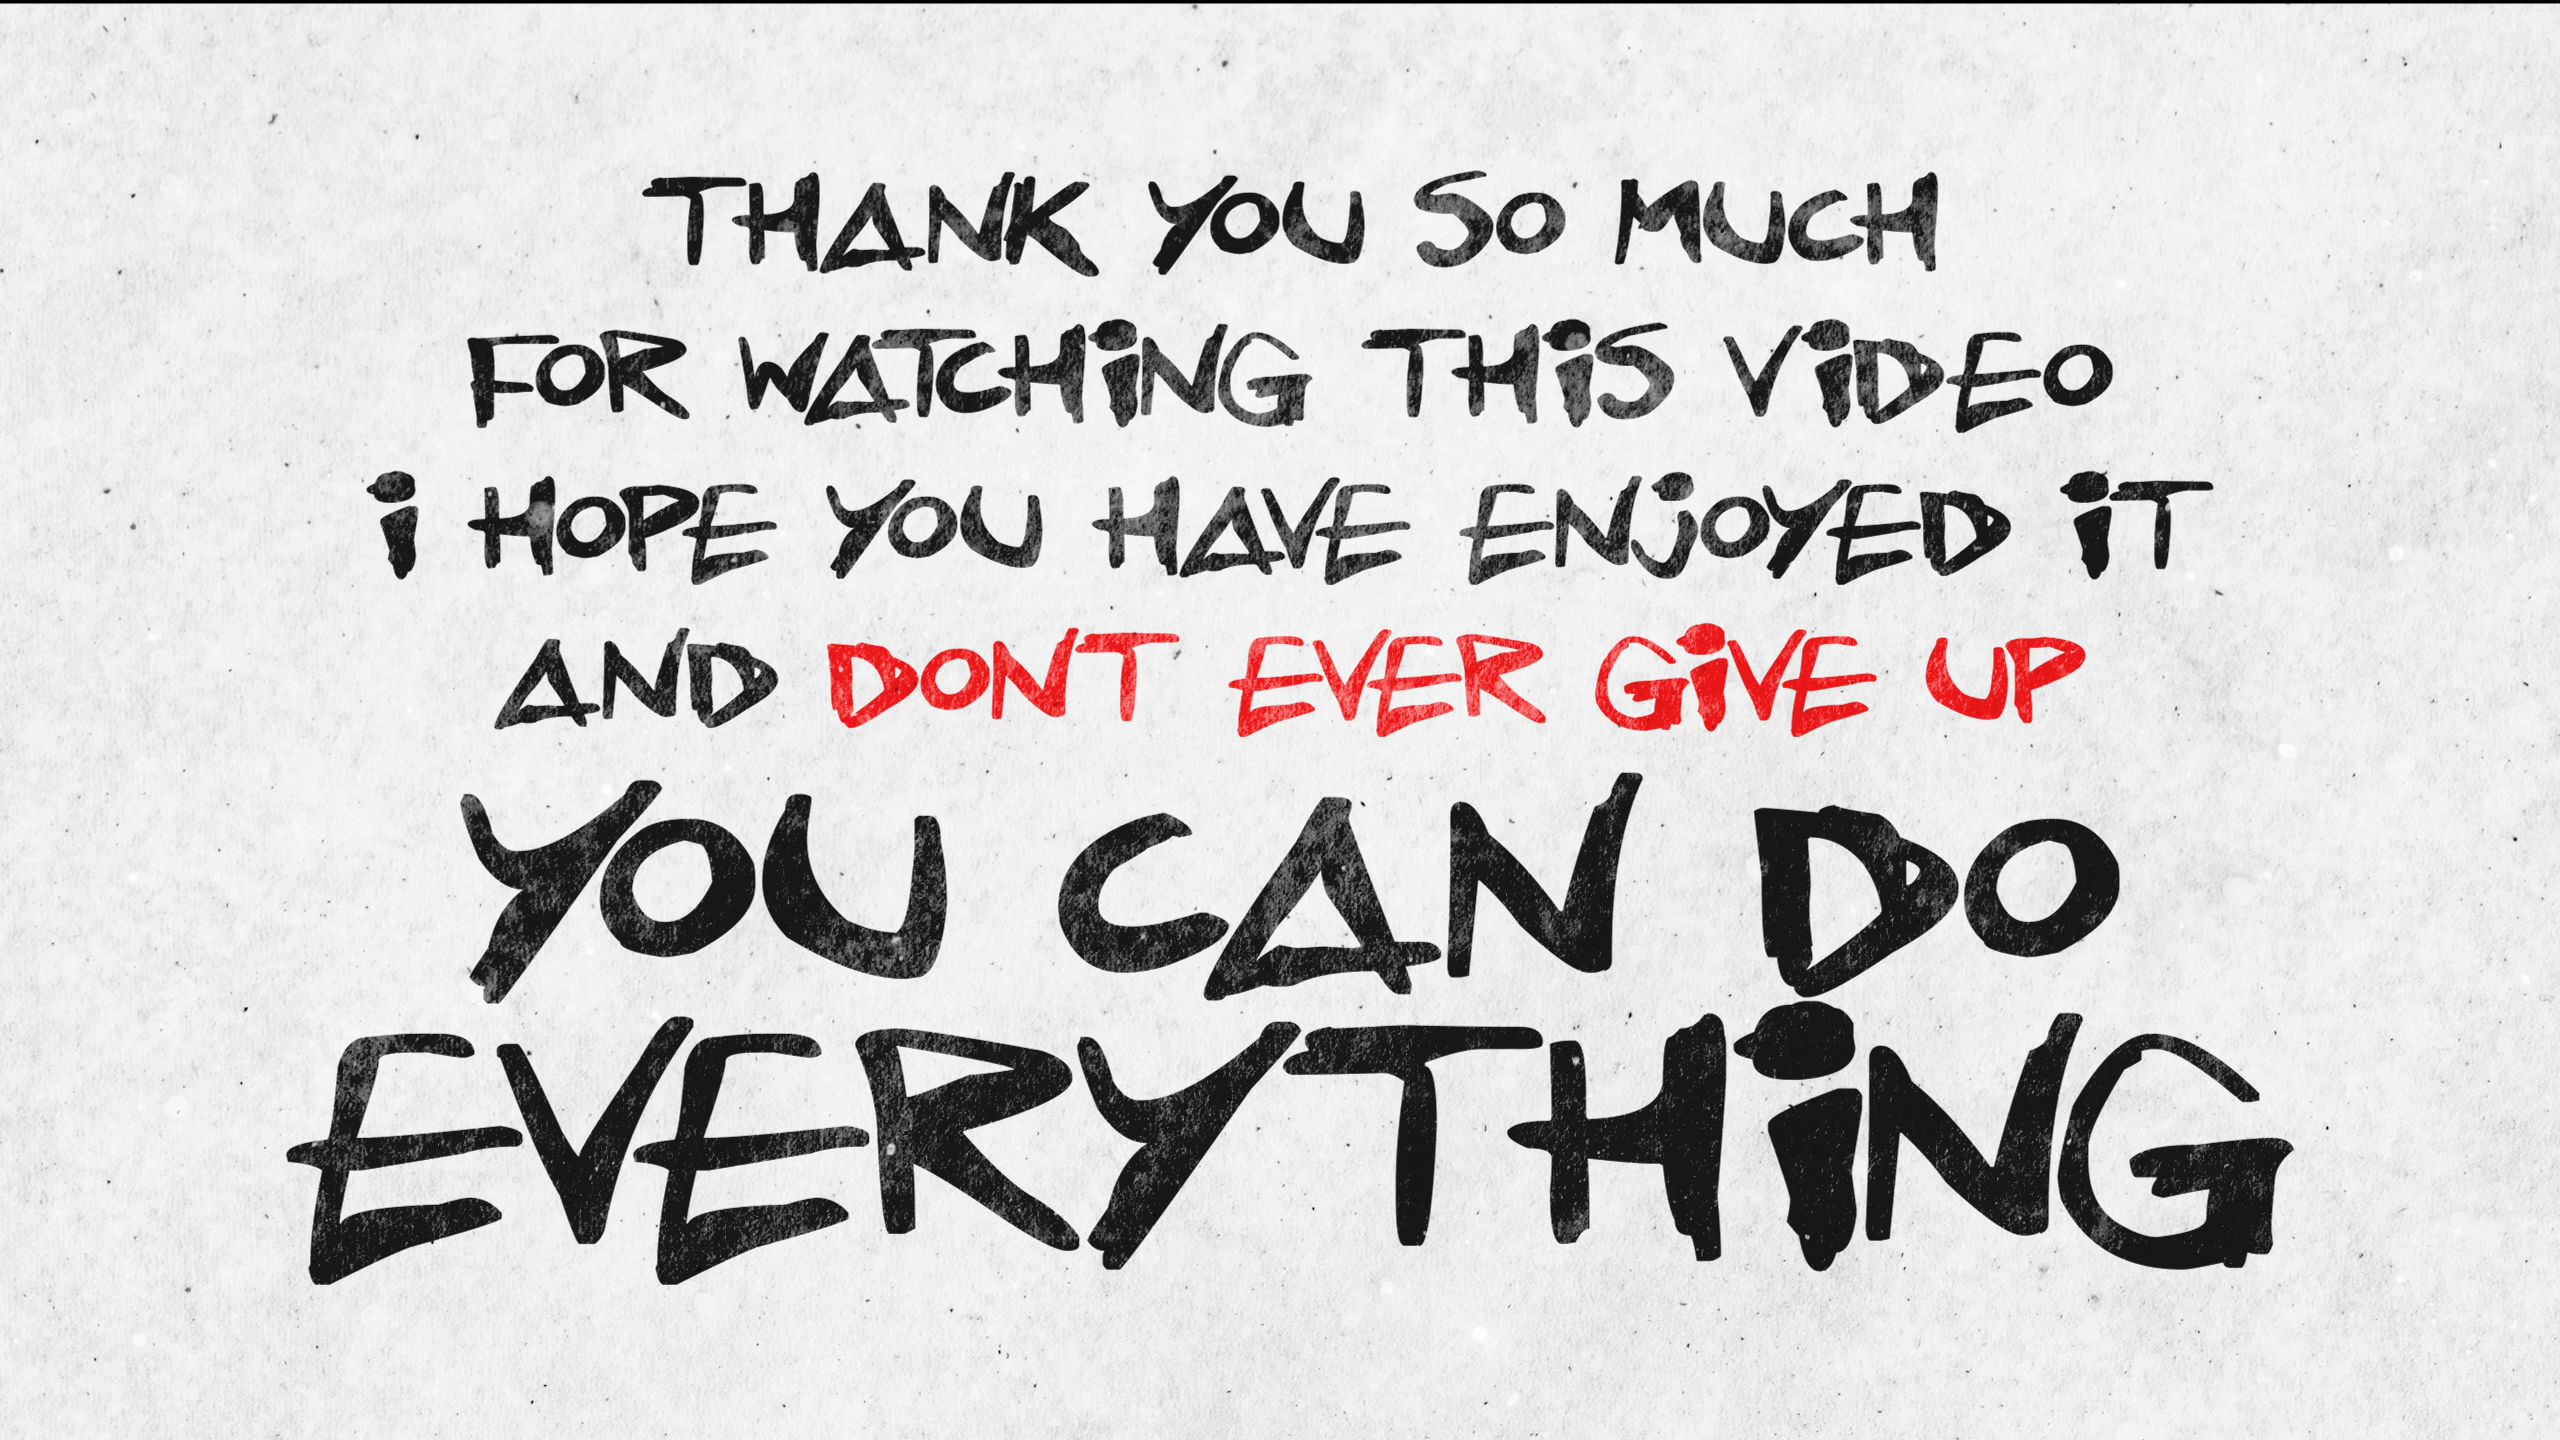 THANK YOU SO MUCH
FOR WATCHiNG THiS ViDEO
i HOPE YOU HAVE ENjOYED iT
AND DONT EVER GiVE UP
YOU CAN DO
EVERYTHiNG